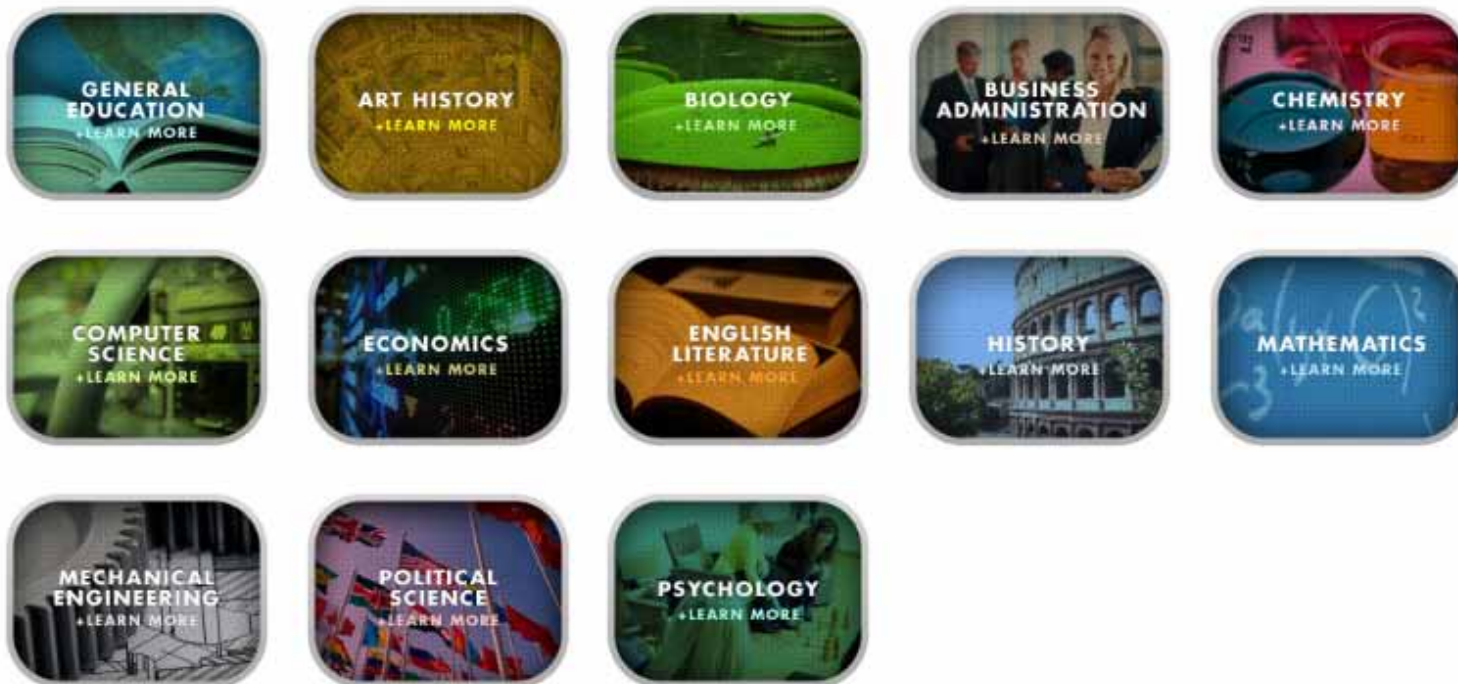 GENERAL
EDUCATION
+LEARN MORE
ART HISTORY
+LEARN MORE
BIOLOGY
+LEARN MORE
BUSINESS
ADMINISTRATION
+LEARN MORE
CHEMISTRY
+LEARN MORE
COMPUTER
SCIENCE
+LEARN MORE
ECONOMICS
+LEARN MORE
ENGLISH
LITERATURE
+LEARN MORE
HISTORY
+LEARN MORE
MATHEMATICS
+LEARN MORE
MECHANICAL
ENGINEERING
+LEARN MORE
POLITICAL
SCIENCE
+LEARN MORE
PSYCHOLOGY
+LEARN MORE